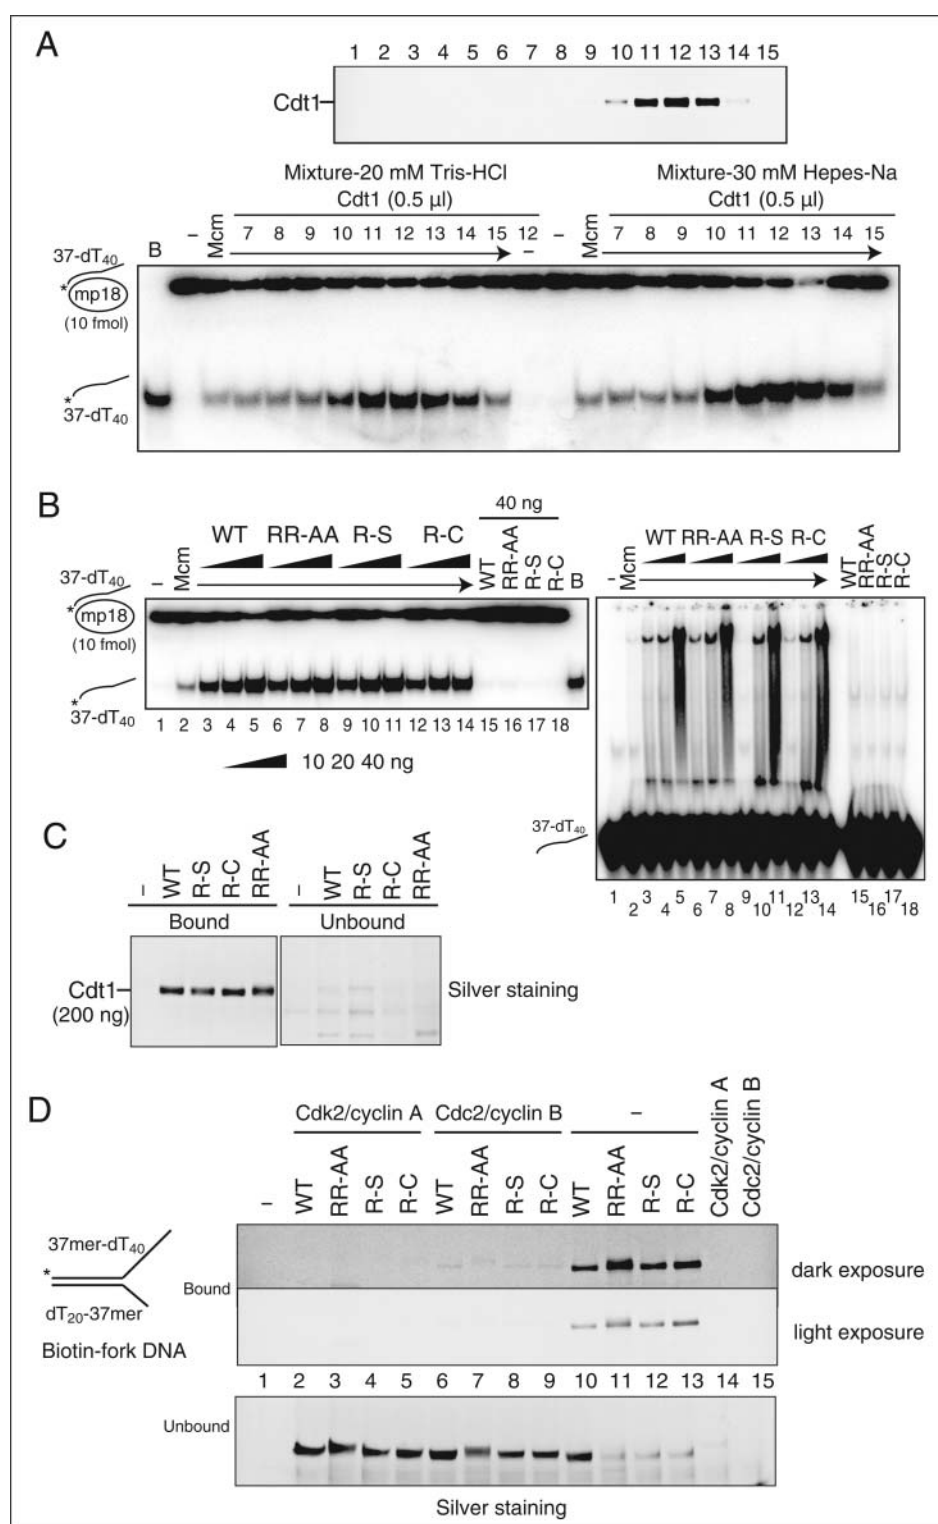 A
1 2 3 4 5 6 7 8 9 10 11 12 13 14 15
Cdt1
Mixture-20 mM Tris-HCl
Mixture-30 mM Hepes-Na
Cdt1 (0.5 µl)
Cdt1 (0.5 µl)
B – Mcm 7 8 9 10 11 12 13 14 15 12 – – Mcm 7 8 9 10 11 12 13 14 15
37-dT40
* mp18
(10 fmol)
*
37-dT40
B
40 ng
WT RR-AA R-S R-C
– Mcm WT RR-AA R-S R-C B
37-dT40
* mp18
(10 fmol)
*
37-dT40
1 2 3 4 5 6 7 8 9 10 11 12 13 14 15 16 17 18
10 20 40 ng
WT RR-AA R-S R-C
– Mcm WT RR-AA R-S R-C
37-dT40
1 2 3 4 5 6 7 8 9 10 11 12 13 14 15 16 17 18
C
– WT R-S R-C RR-AA – WT R-S R-C RR-AA
Bound Unbound
Cdt1
(200 ng)
Silver staining
D
Cdk2/cyclin A Cdc2/cyclin B – Cdk2/cyclin A Cdc2/cyclin B
– WT RR-AA R-S R-C WT RR-AA R-S R-C WT RR-AA R-S R-C
37mer-dT40
*
dT20-37mer
Biotin-fork DNA
Bound
dark exposure
light exposure
1 2 3 4 5 6 7 8 9 10 11 12 13 14 15
Unbound
Silver staining